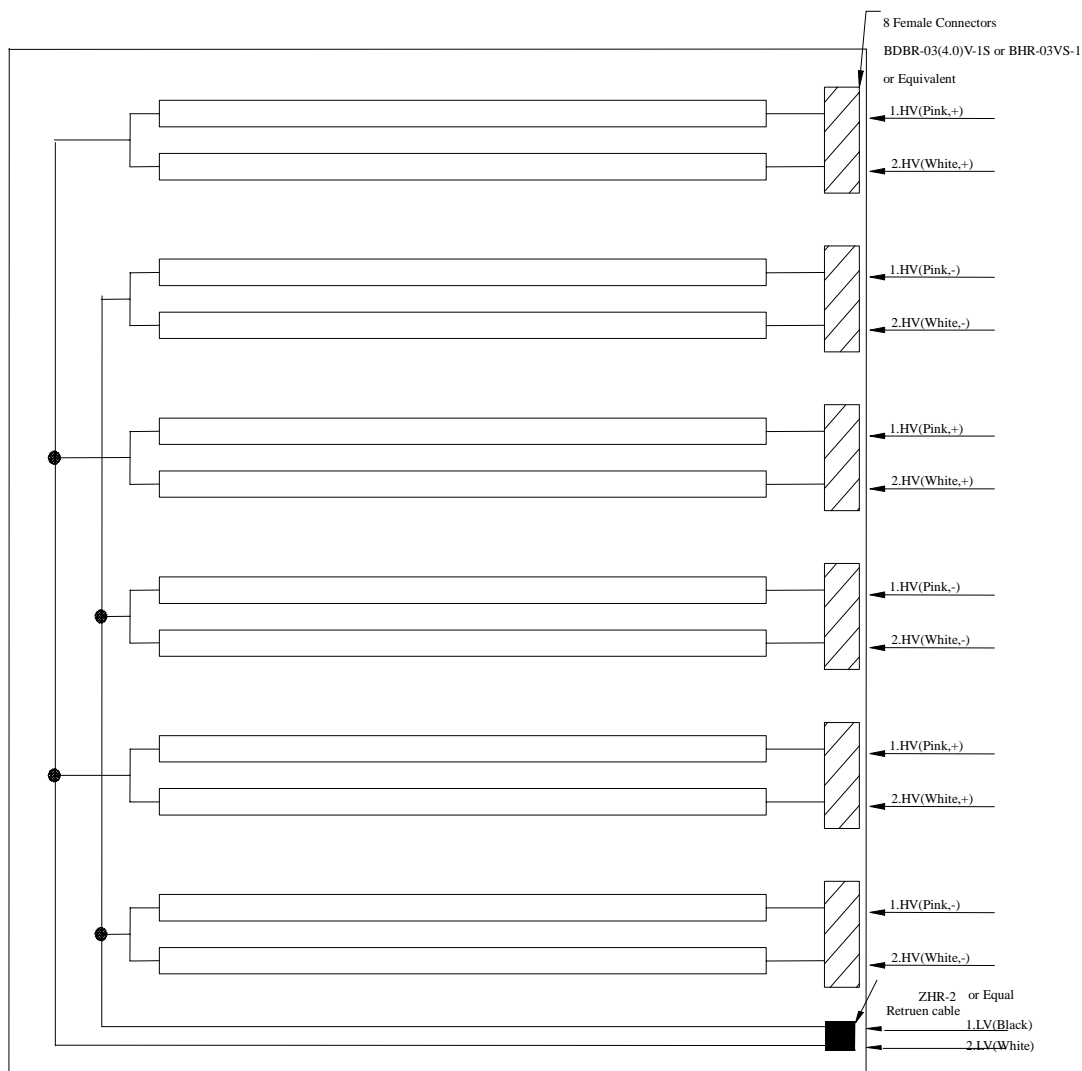 8 Female Connectors
BDBR-03(4.0)V-1S or BHR-03VS-1
or Equivalent
1.HV(Pink,+)
2.HV(White,+)
1.HV(Pink,-)
2.HV(White,-)
1.HV(Pink,+)
2.HV(White,+)
1.HV(Pink,-)
2.HV(White,-)
1.HV(Pink,+)
2.HV(White,+)
1.HV(Pink,-)
2.HV(White,-)
ZHR-2 or Equal
Retruen cable
1.LV(Black)
2.LV(White)